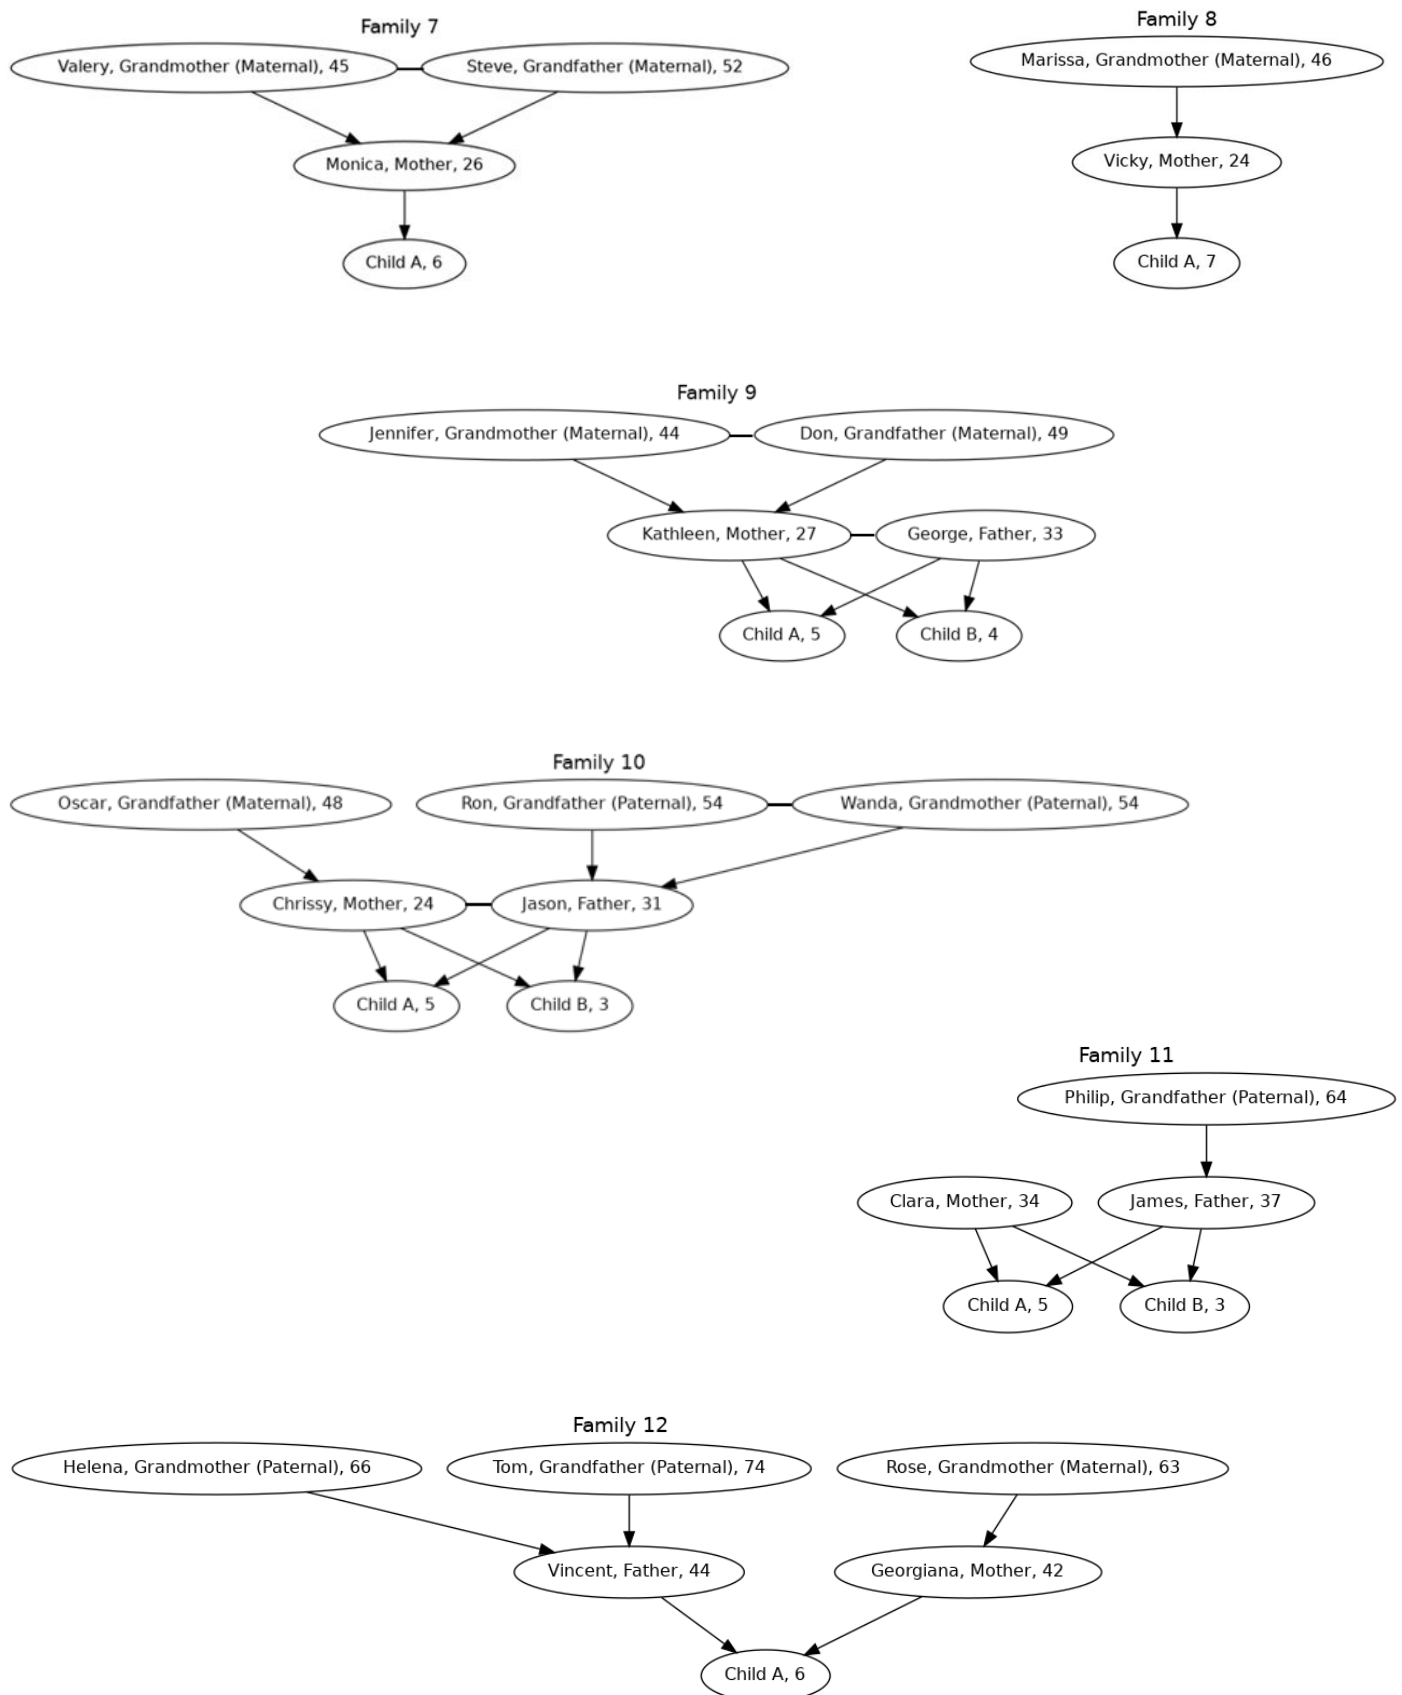 Family 7
Valery, Grandmother (Maternal), 45
Steve, Grandfather (Maternal), 52
Monica, Mother, 26
Child A, 6
Family 8
Marissa, Grandmother (Maternal), 46
Vicky, Mother, 24
Child A, 7
Family 9
Jennifer, Grandmother (Maternal), 44
Don, Grandfather (Maternal), 49
Kathleen, Mother, 27
George, Father, 33
Child A, 5
Child B, 4
Family 10
Oscar, Grandfather (Maternal), 48
Ron, Grandfather (Paternal), 54
Wanda, Grandmother (Paternal), 54
Chrissy, Mother, 24
Jason, Father, 31
Child A, 5
Child B, 3
Family 11
Philip, Grandfather (Paternal), 64
Clara, Mother, 34
James, Father, 37
Child A, 5
Child B, 3
Family 12
Helena, Grandmother (Paternal), 66
Tom, Grandfather (Paternal), 74
Rose, Grandmother (Maternal), 63
Vincent, Father, 44
Georgiana, Mother, 42
Child A, 6